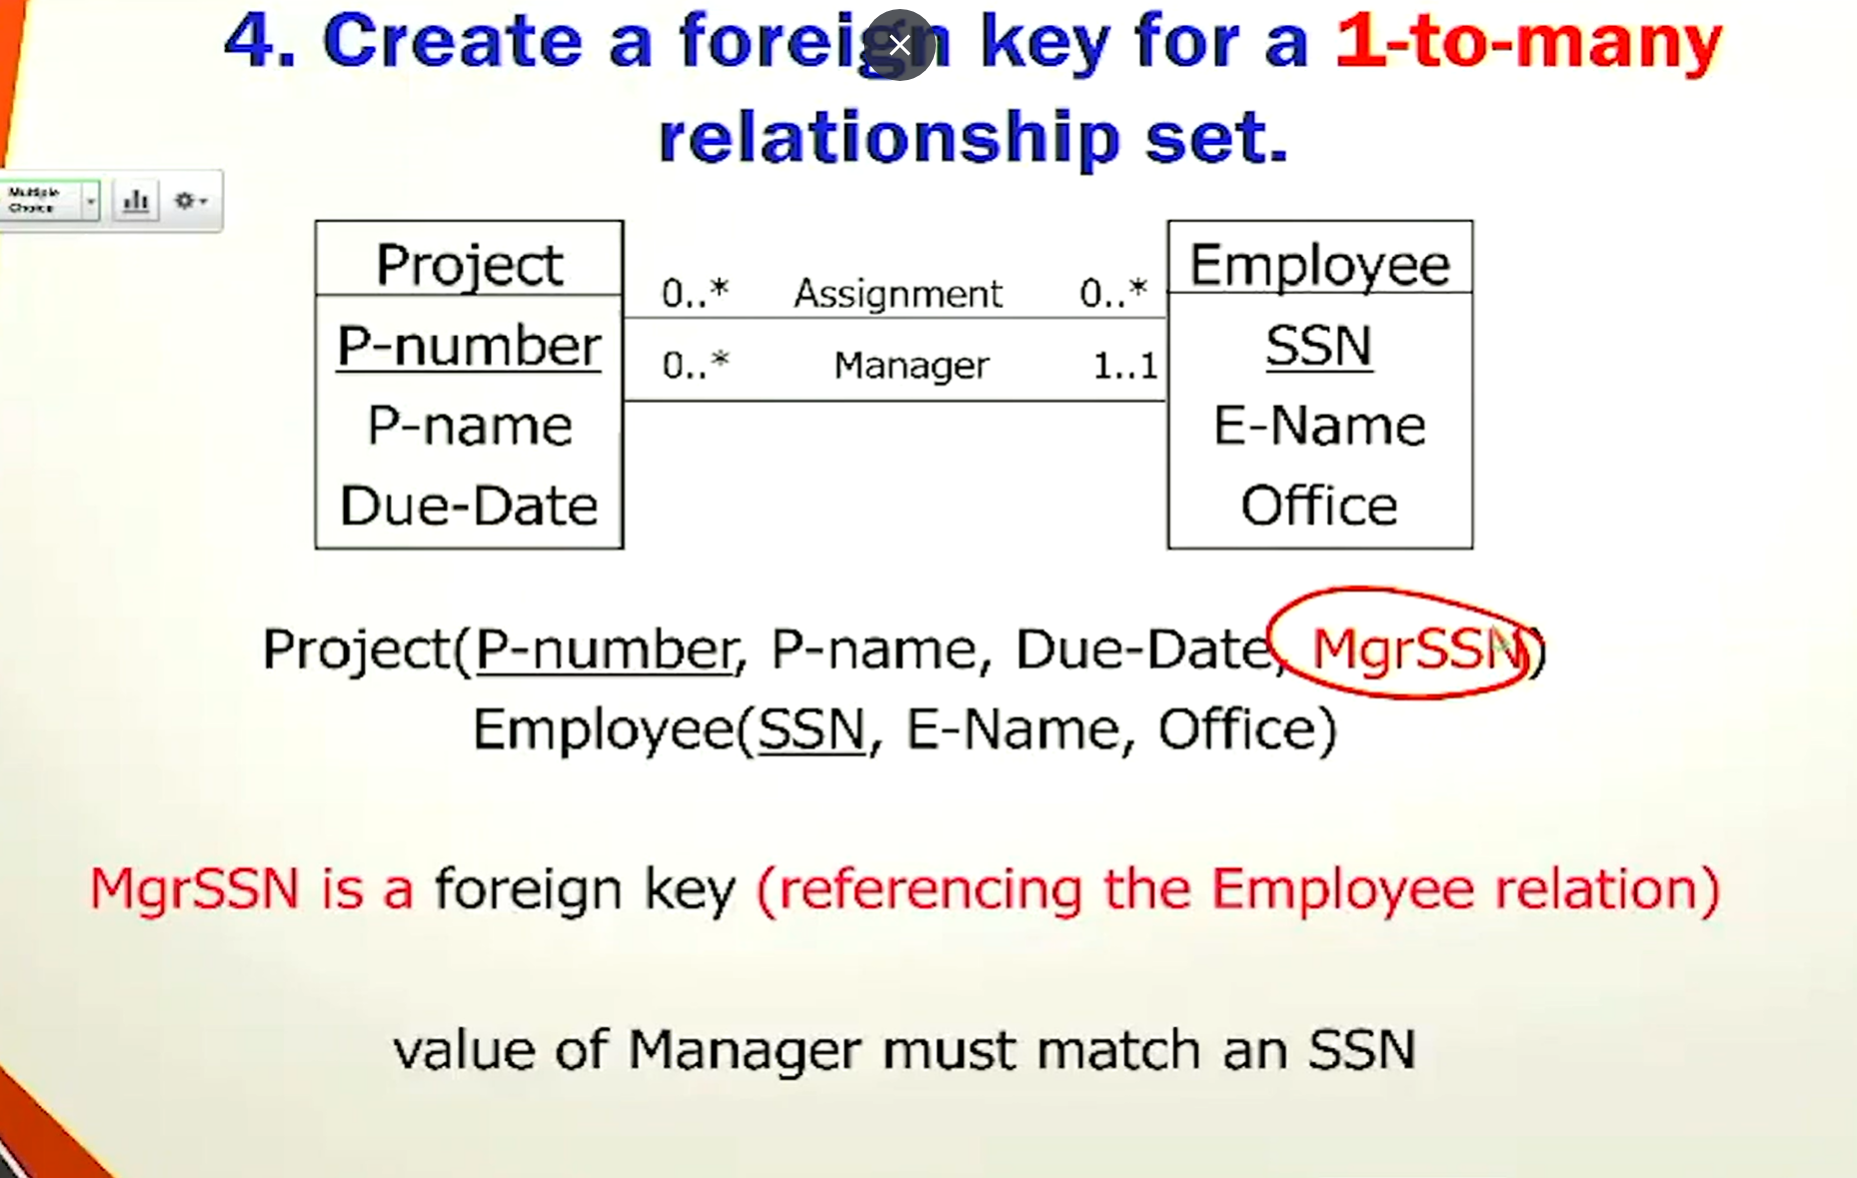 4. Create a foreign key for a 1-to-many
relationship set.
Multiple
Choice
Project
P-number
P-name
Due-Date
0..* Assignment 0..*
0..* Manager 1..1
Employee
SSN
E-Name
Office
Project(P-number, P-name, Due-Date, MgrSSN)
Employee(SSN, E-Name, Office)
MgrSSN is a foreign key (referencing the Employee relation)
value of Manager must match an SSN